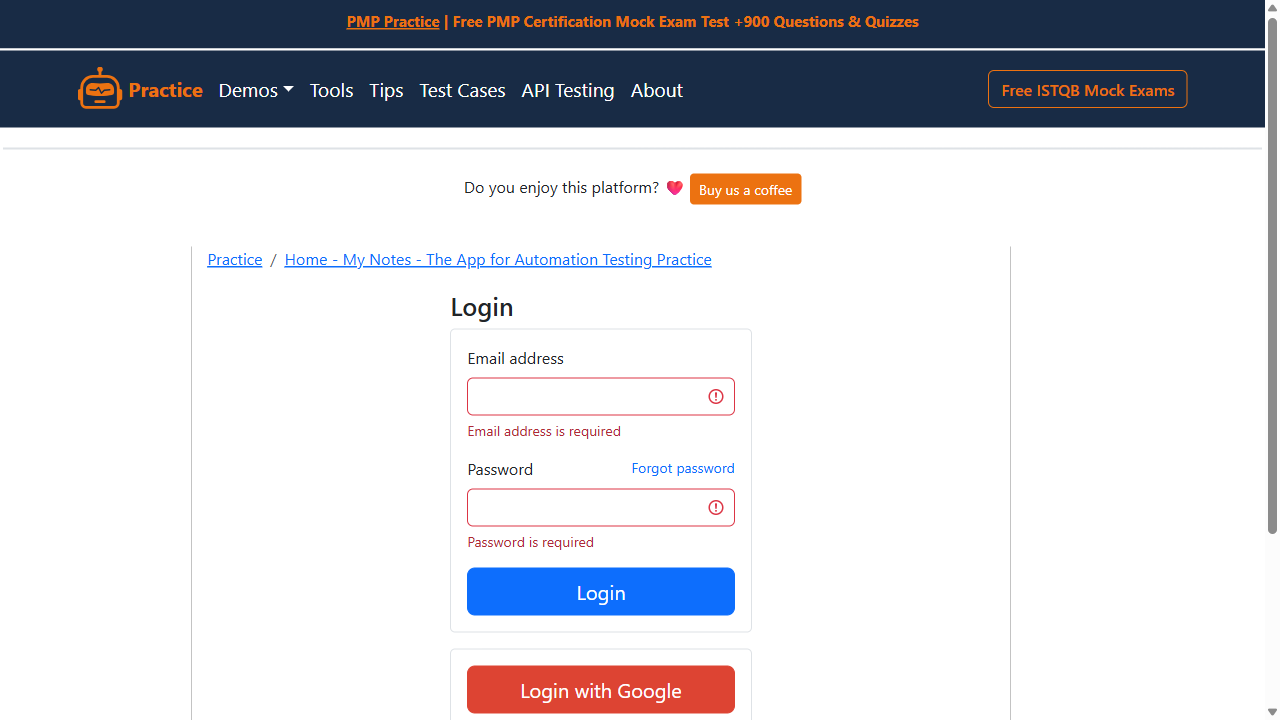 PMP Practice | Free PMP Certification Mock Exam Test +900 Questions & Quizzes
Practice Demos Tools Tips Test Cases API Testing About Free ISTQB Mock Exams
Do you enjoy this platform? Buy us a coffee
Practice / Home - My Notes - The App for Automation Testing Practice
Login
Email address
Email address is required
Password Forgot password
Password is required
Login
Login with Google